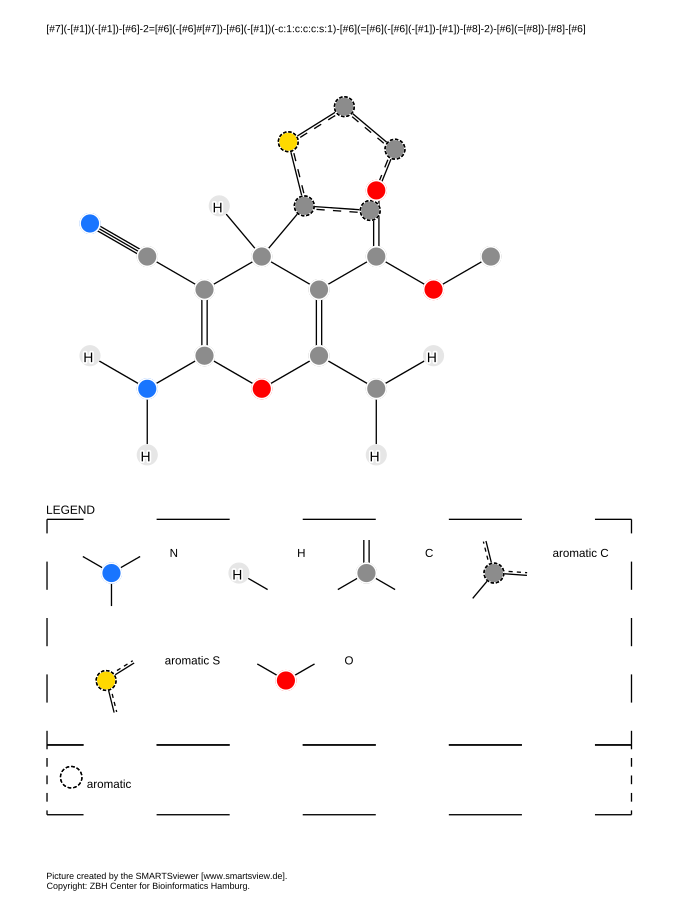 [#7](-[#1])(-[#1])-[#6]-2=[#6](-[#6]#[#7])-[#6](-[#1])(-c:1:c:c:c:s:1)-[#6](=[#6](-[#6](-[#1])-[#1])-[#8]-2)-[#6](=[#8])-[#8]-[#6]
H
H
H
H
H
LEGEND
N
H
H
C
aromatic C
aromatic S
O
aromatic
Picture created by the SMARTSviewer [www.smartsview.de].
Copyright: ZBH Center for Bioinformatics Hamburg.